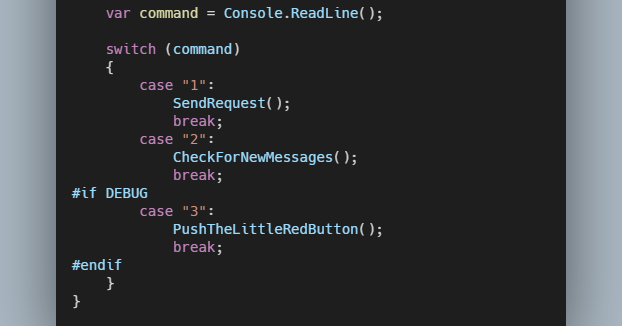 var command = Console.ReadLine();
switch (command)
{
case "1":
SendRequest();
break;
case "2":
CheckForNewMessages();
break;
#if DEBUG
case "3":
PushTheLittleRedButton();
break;
#endif
}
}